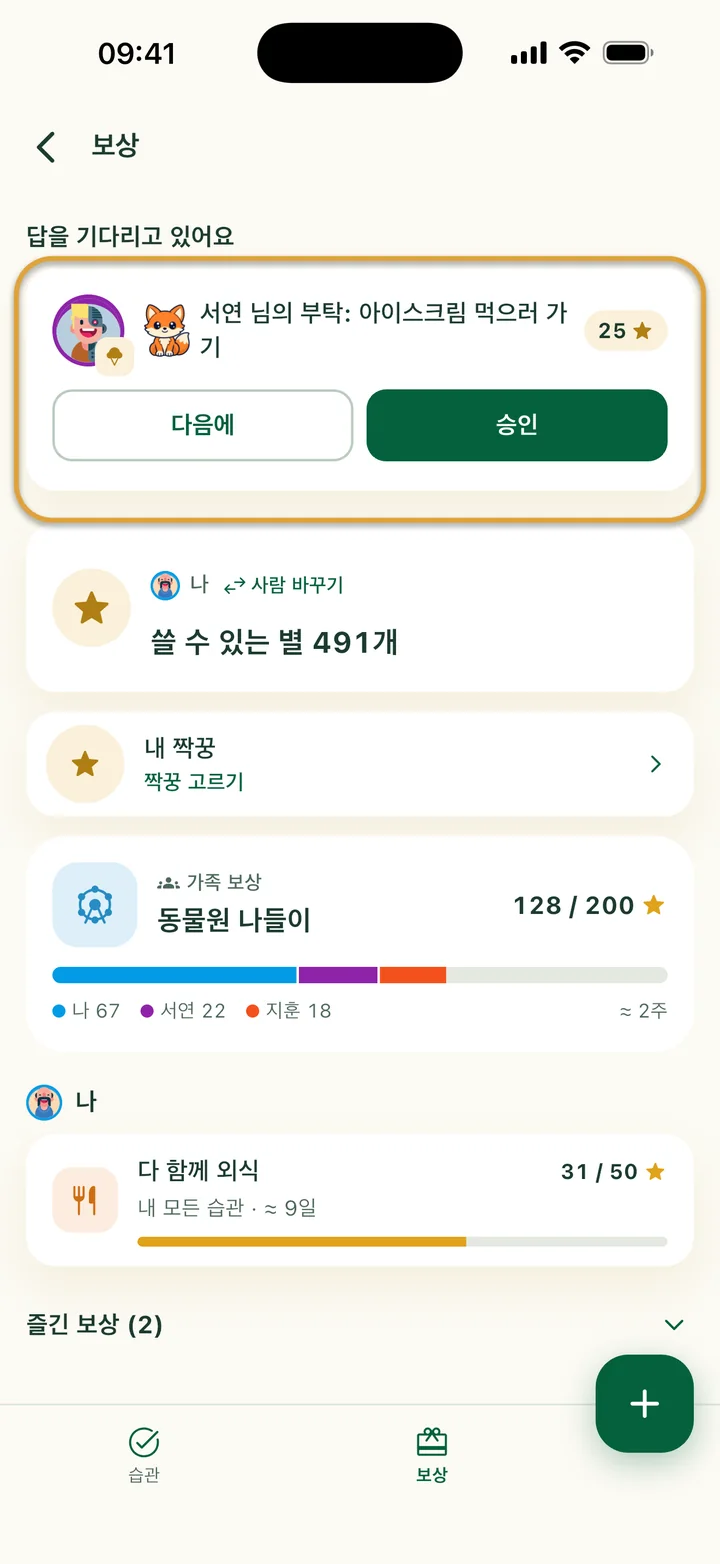 09:41
보상
답을 기다리고 있어요
서연 님의 부탁: 아이스크림 먹으러 가
기
25
다음에
승인
나 사람 바꾸기
쓸 수 있는 별 491개
내 짝꿍
짝꿍 고르기
가족 보상
동물원 나들이
128 / 200
나 67
서연 22
지훈 18
≈ 2주
나
다 함께 외식
31 / 50
내 모든 습관 · ≈ 9일
즐긴 보상 (2)
습관
보상